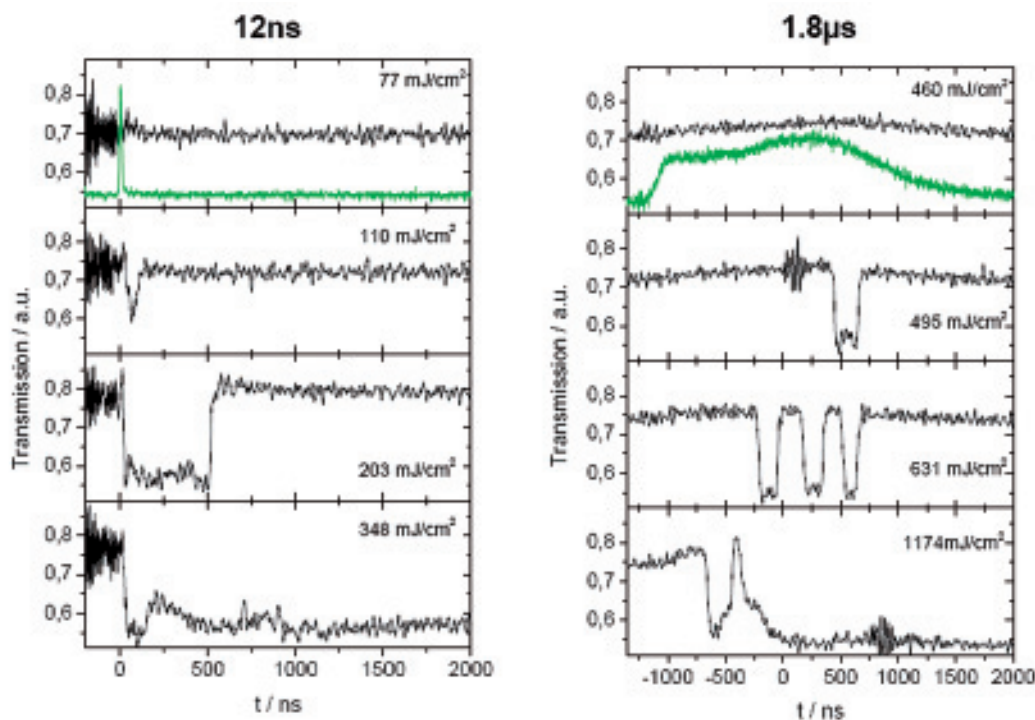 12ns
77 mJ/cm²
0,8
0,7
0,6
110 mJ/cm²
0,8
0,7
0,6
203 mJ/cm²
0,8
0,7
0,6
348 mJ/cm²
0,8
0,7
0,6
Transmission / a.u.
0 500 1000 1500 2000
t / ns
1.8µs
460 mJ/cm²
0,8
0,7
0,6
495 mJ/cm²
0,8
0,7
0,6
631 mJ/cm²
0,8
0,7
0,6
1174mJ/cm²
0,8
0,7
0,6
Transmission / a.u.
-1000 -500 0 500 1000 1500 2000
t / ns